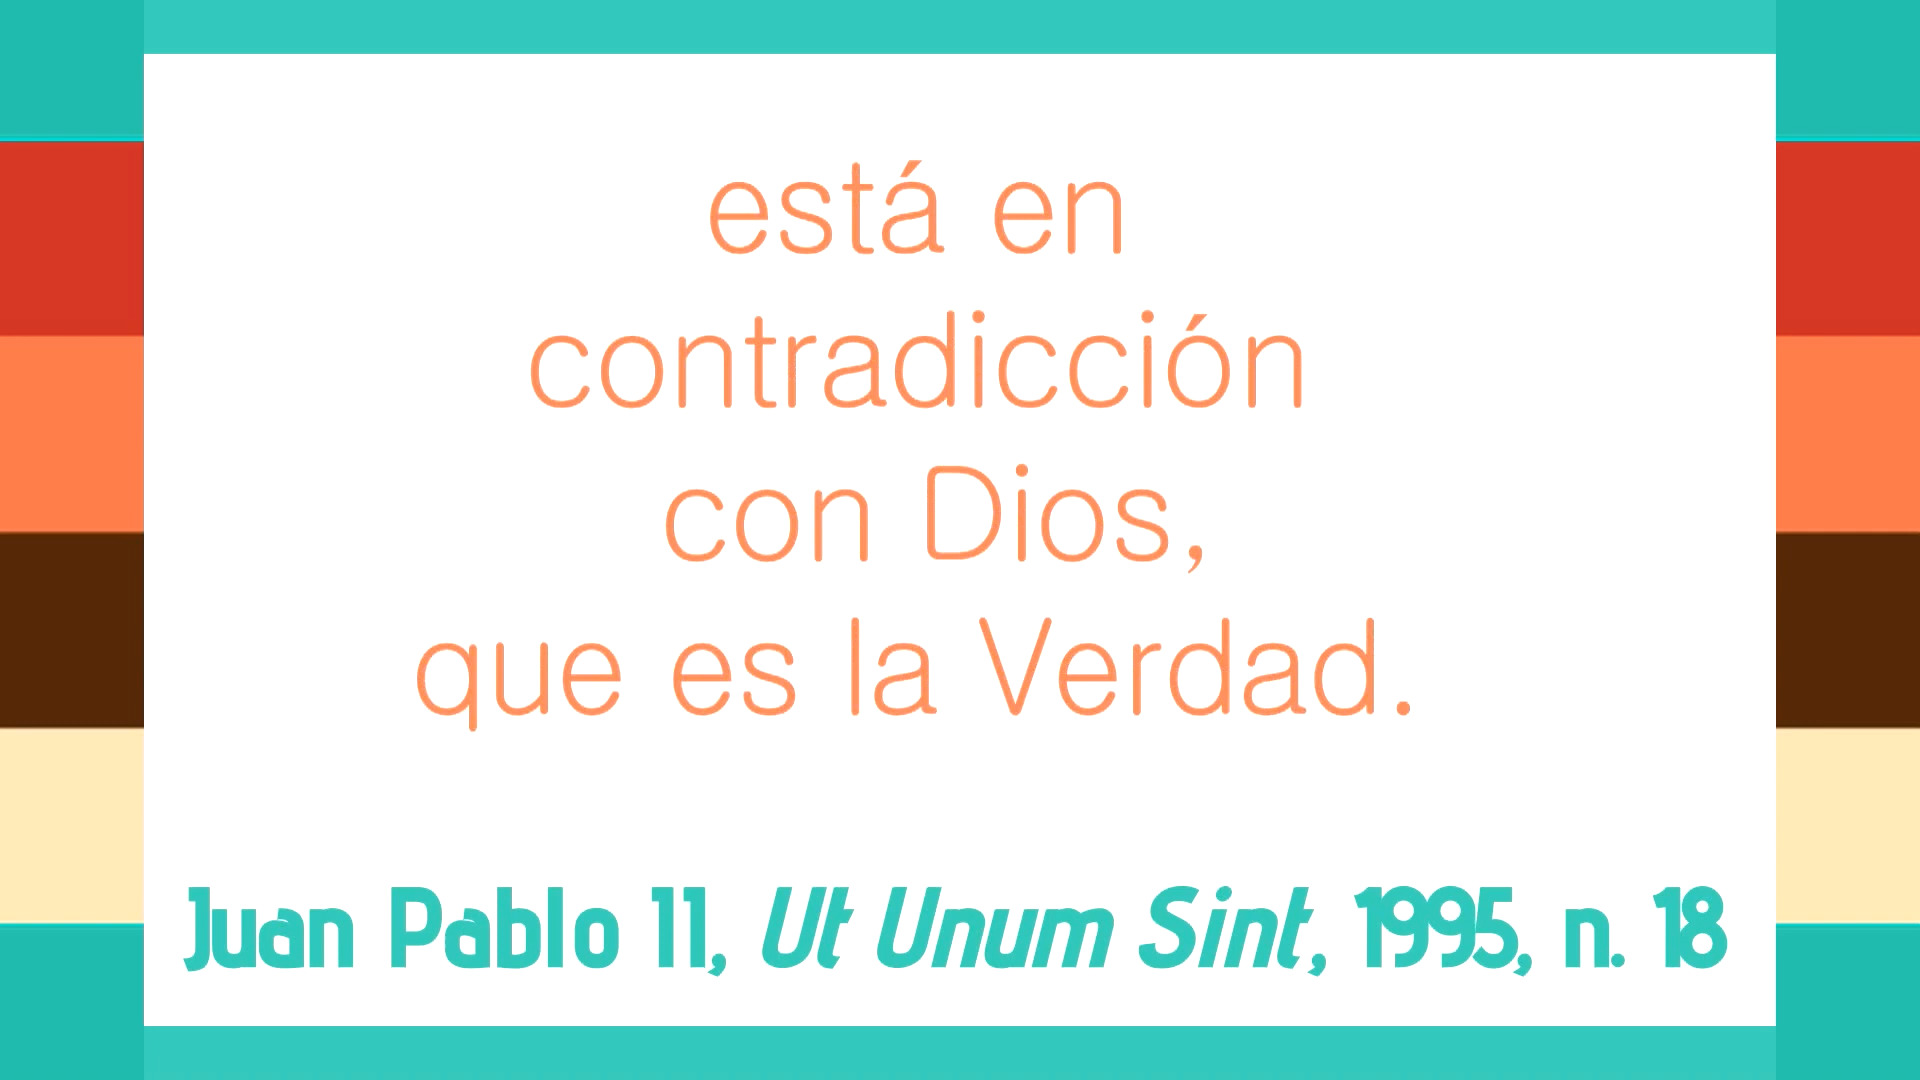 está en
contradicción
con Dios,
que es la Verdad.
Juan Pablo 11, Ut Unum Sint, 1995, n. 18